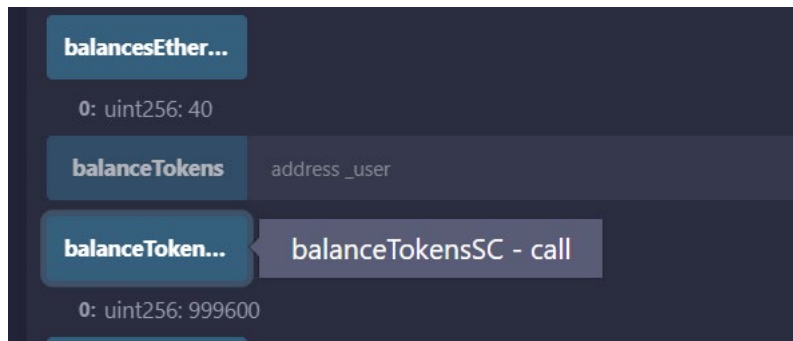 balancesEther...
0: uint256: 40
balanceTokens address _user
balanceToken... balanceTokensSC - call
0: uint256: 999600